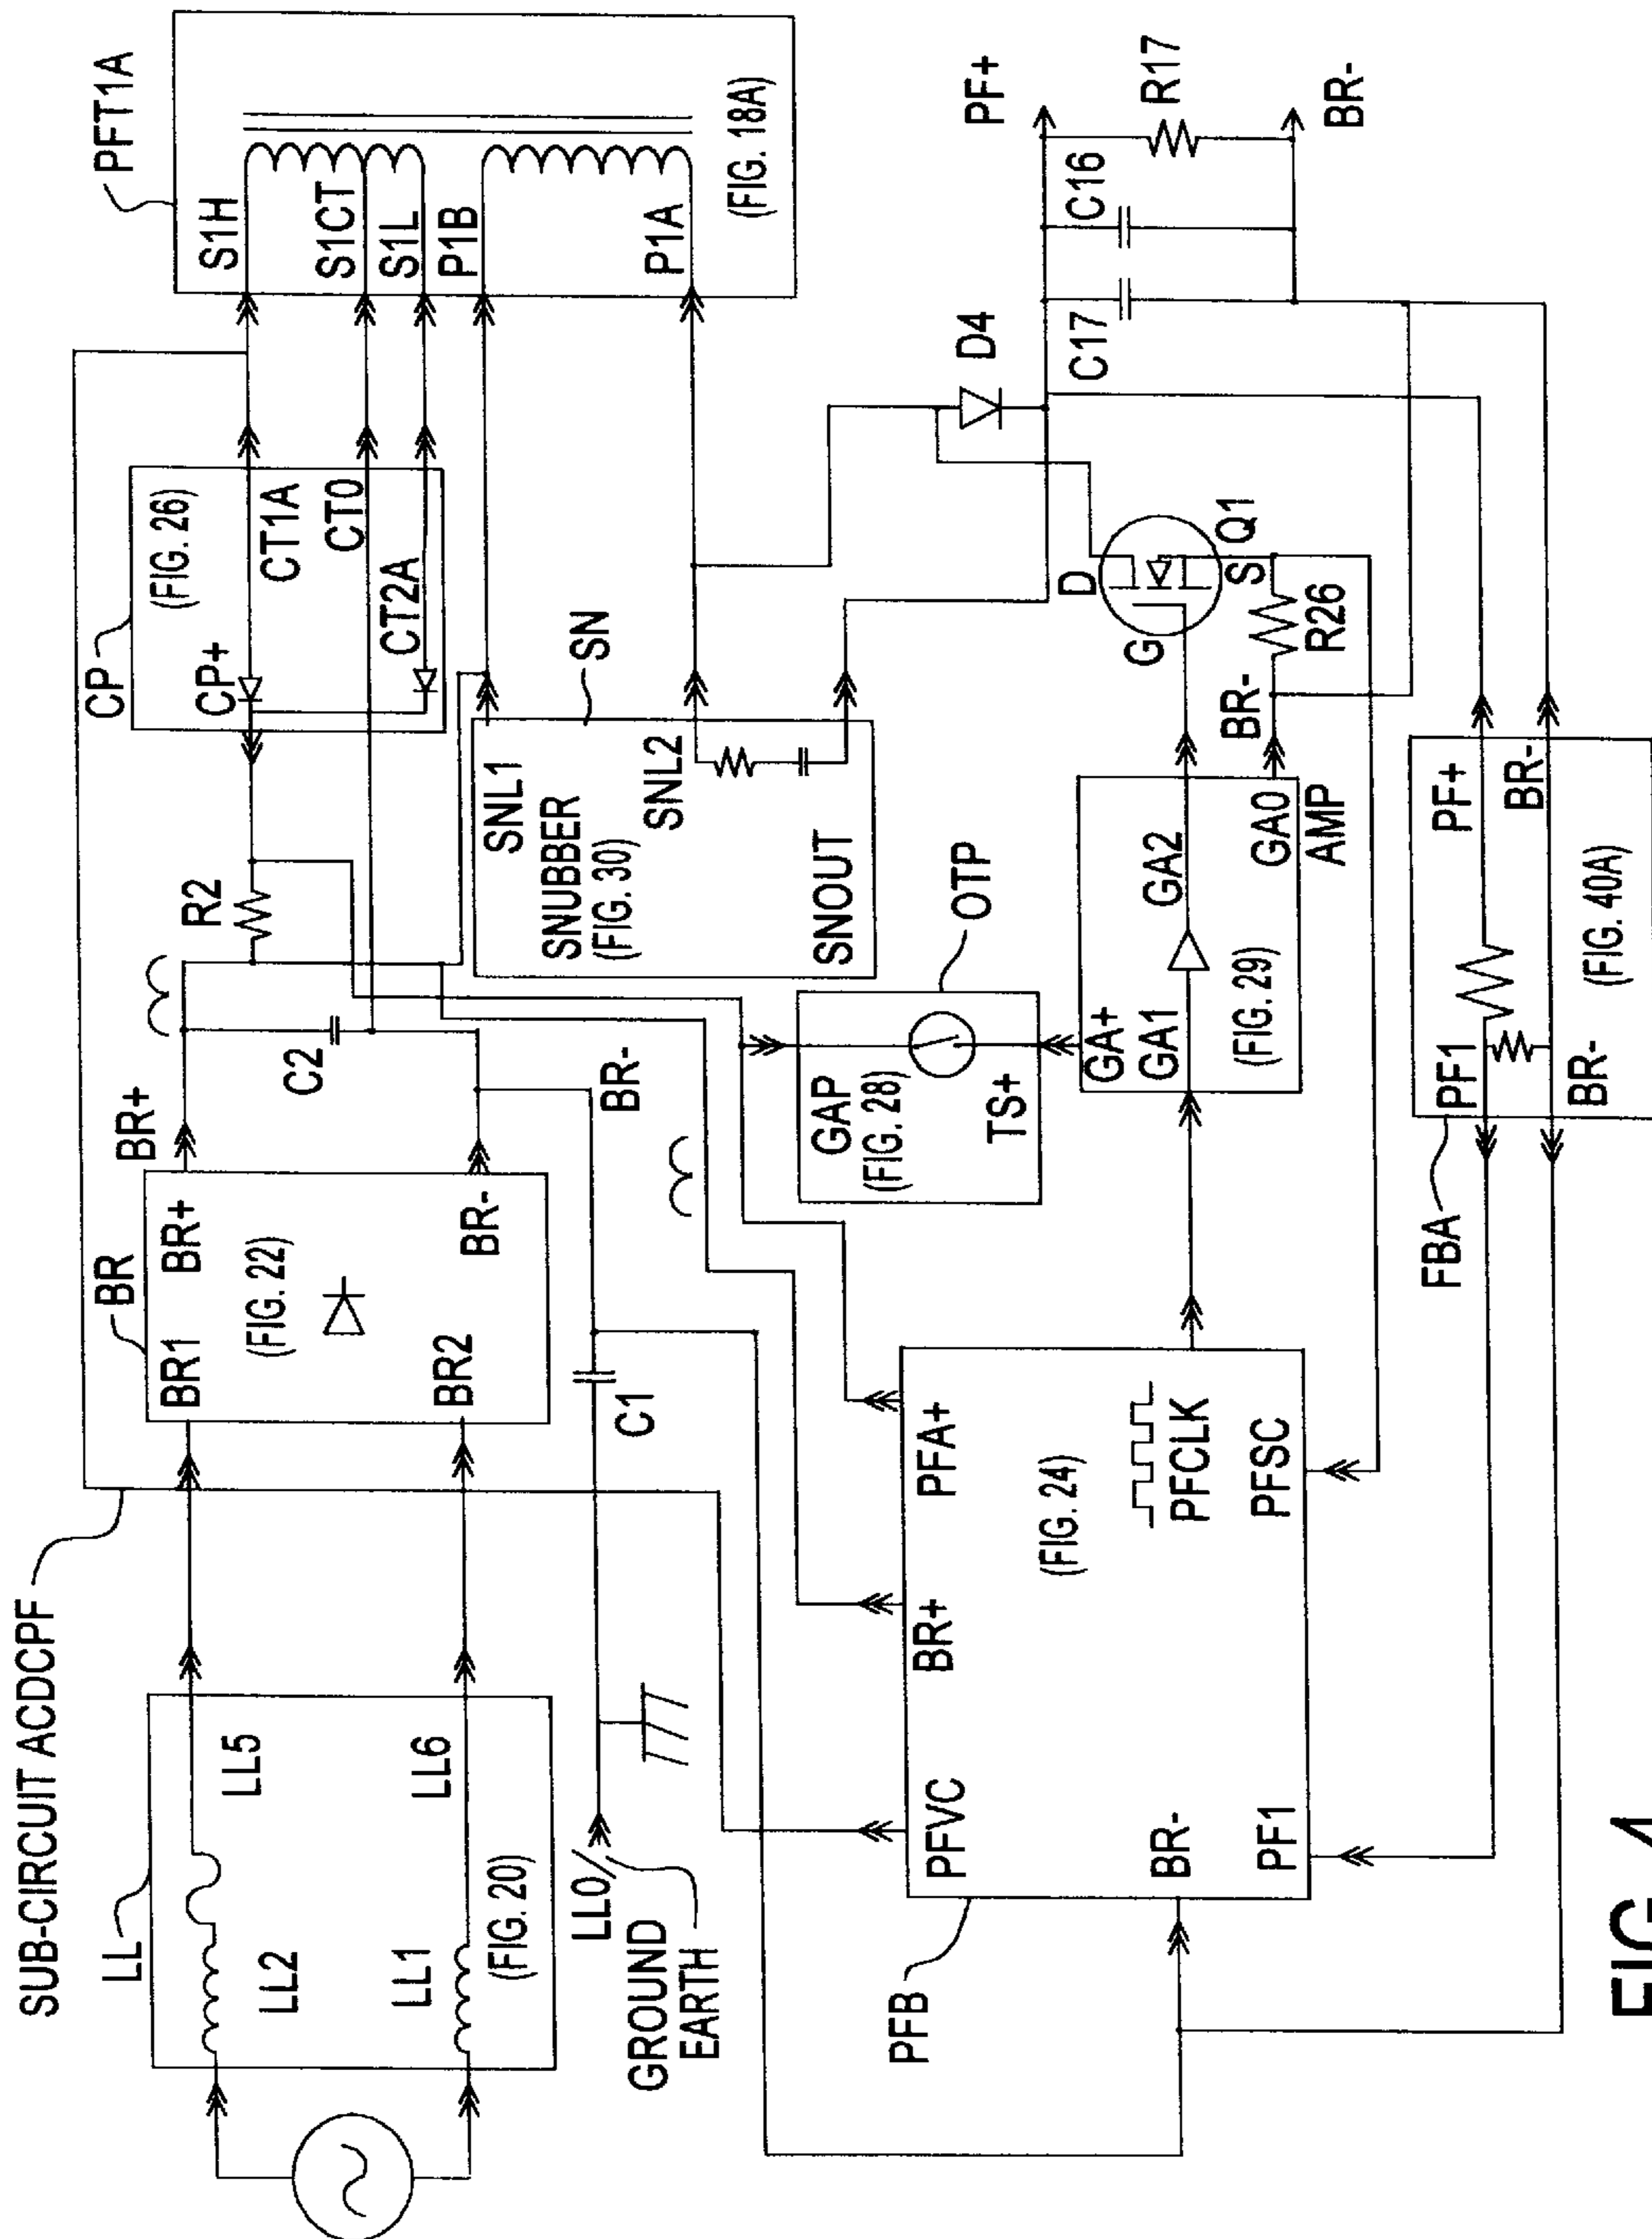 SUB-CIRCUIT ACDCPF
LL
LL2
LL5
LL1
LL6
(FIG. 20)
LL0
GROUND
EARTH
BR
BR1
BR+
(FIG. 22)
BR2
BR-
BR+
C2
BR-
C1
R2
CP
(FIG. 26)
CP+
CT1A
CT0
CT2A
PFT1A
S1H
S1CT
S1L
P1B
P1A
(FIG. 18A)
SN
SNL1
SNUBBER
(FIG. 30)
SNL2
SNOUT
OTP
GAP
(FIG. 28)
TS+
GA+
GA1
GA2
(FIG. 29)
GA0
AMP
D4
D
G
S
Q1
BR-
R26
C17
C16
R17
PF+
BR-
PFB
PFVC
BR+
PFA+
(FIG. 24)
BR-
PFCLK
PF1
PFSC
FBA
PF1
PF+
BR-
BR-
(FIG. 40A)
FIG. 4